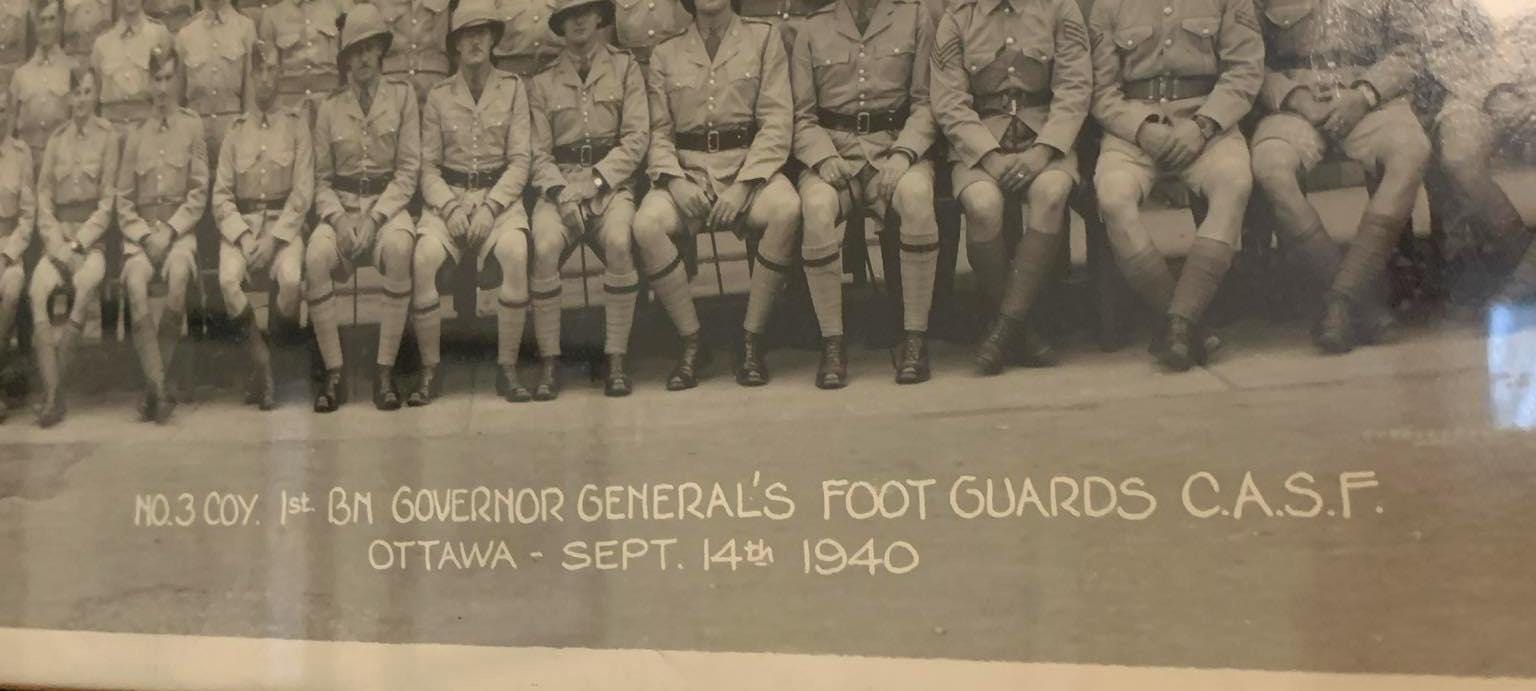 NO. 3 COY. 1st. BN GOVERNOR GENERAL'S FOOT GUARDS C.A.S.F.
OTTAWA - SEPT. 14th 1940